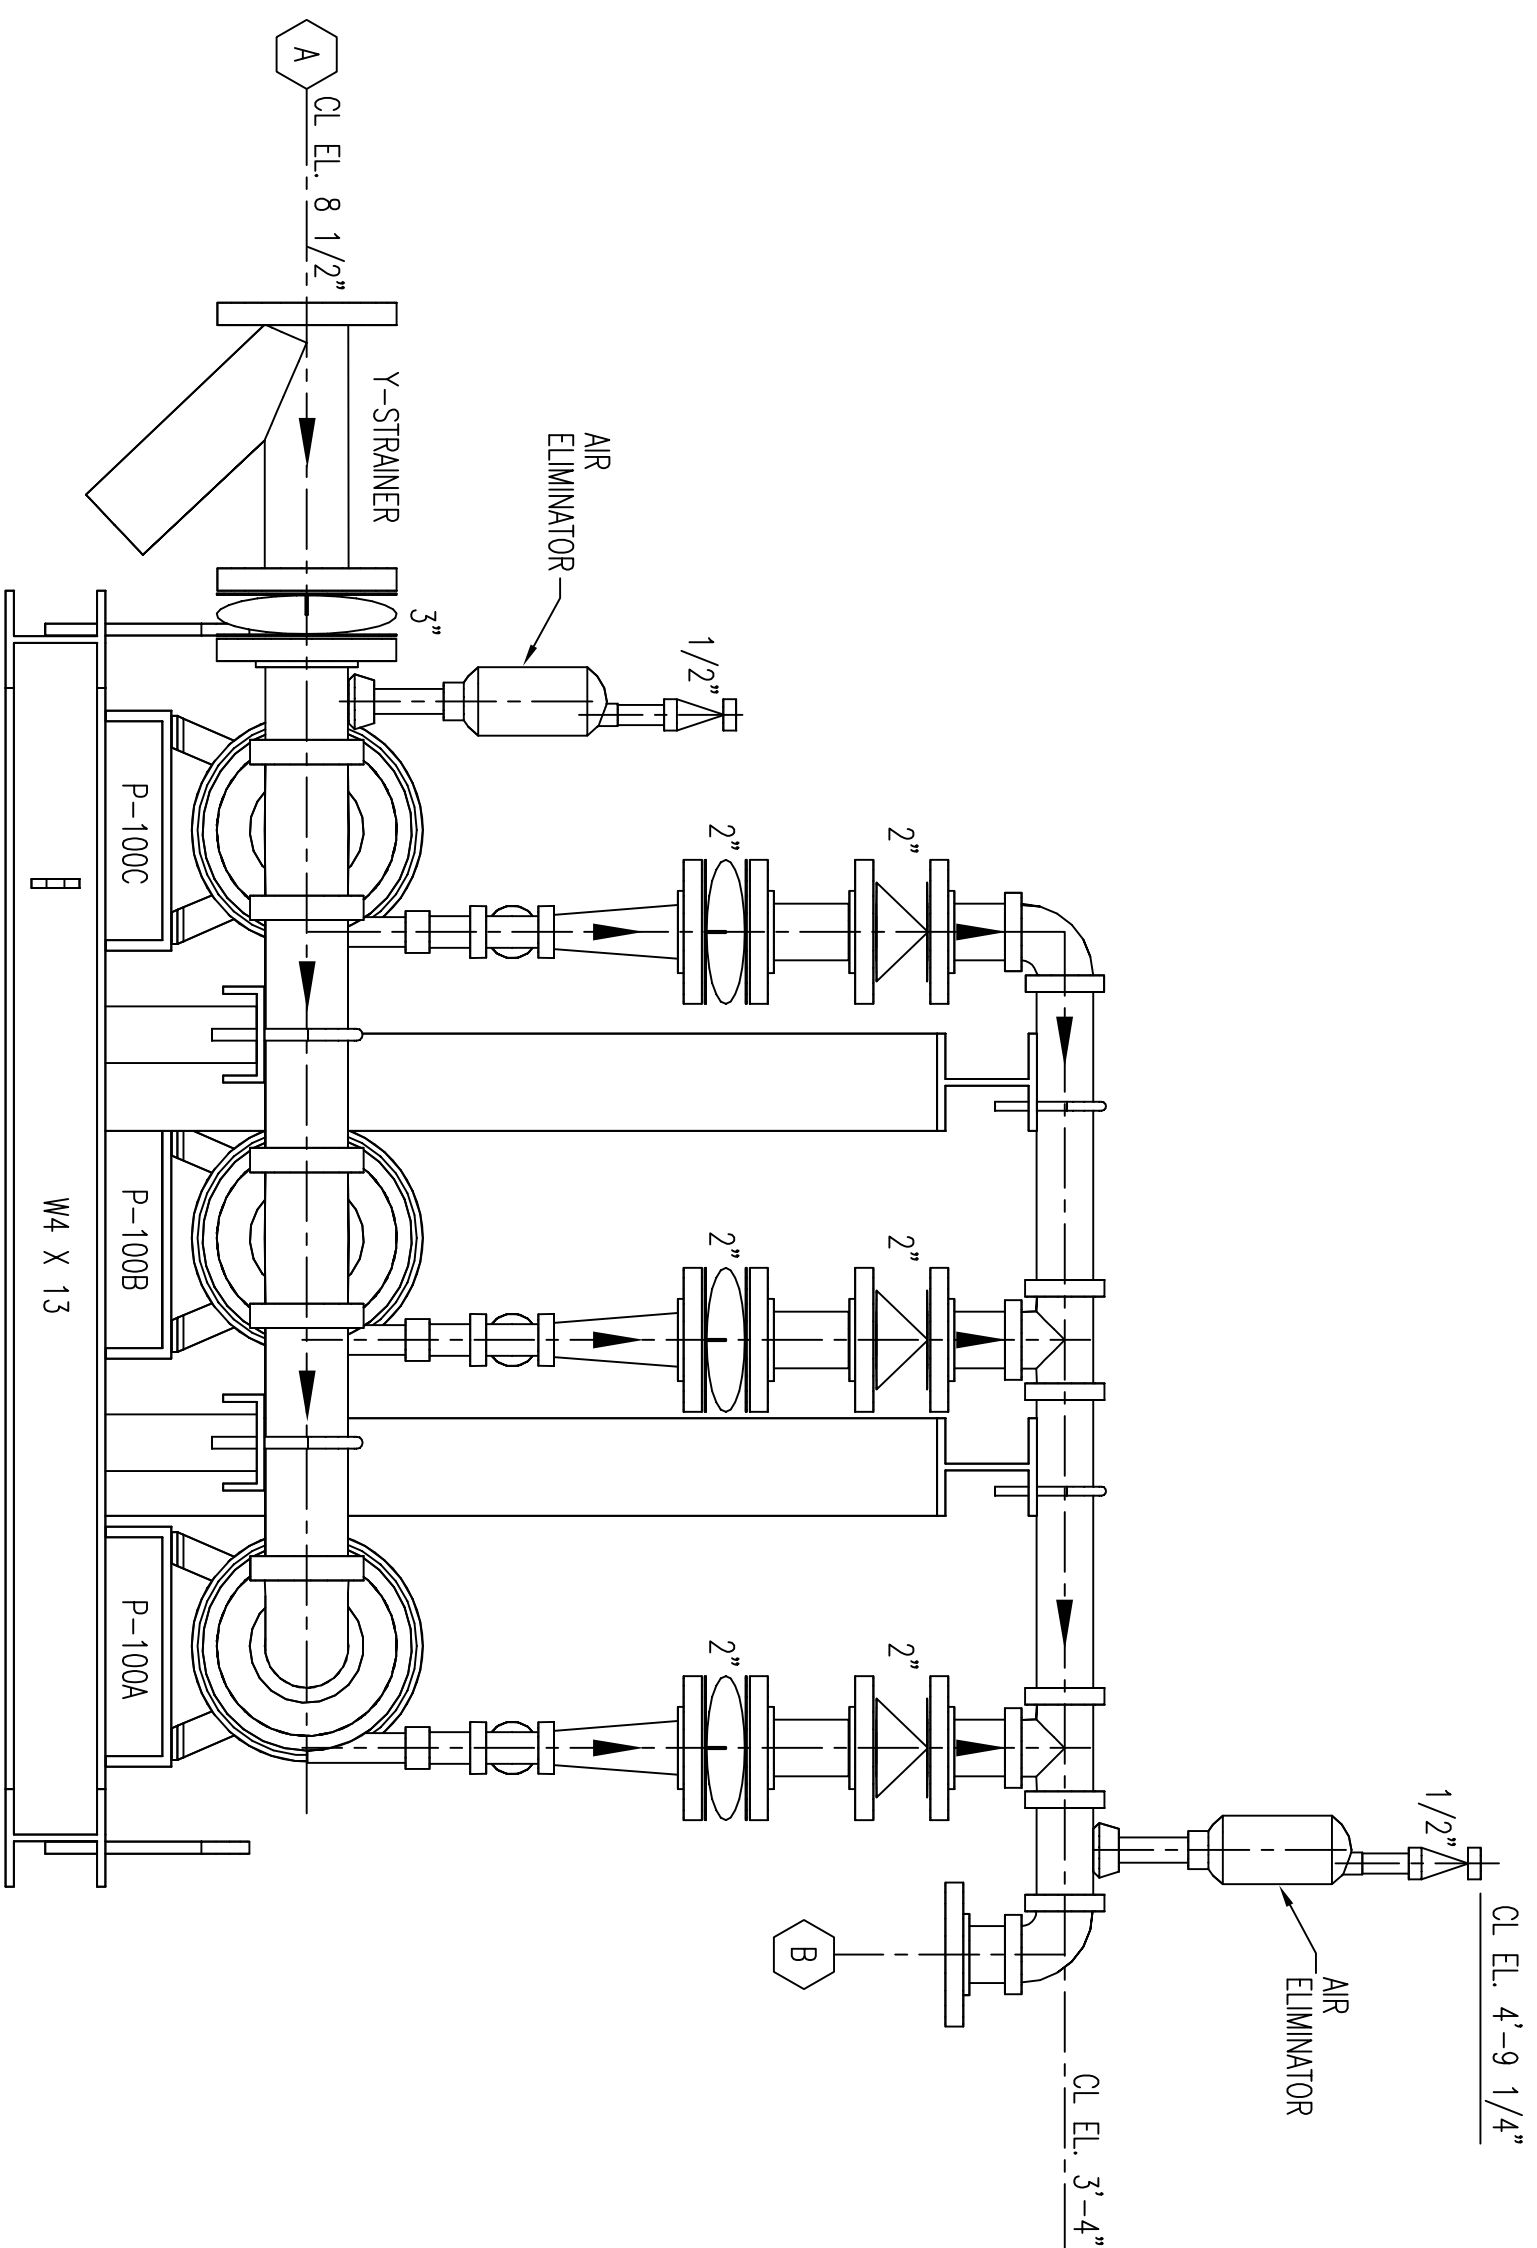 CL EL. 4'-9 1/4"
1/2"
AIR
ELIMINATOR
CL EL. 3'-4"
B
2"
2"
2"
2"
2"
2"
1/2"
AIR
ELIMINATOR
3"
Y-STRAINER
A
CL EL. 8 1/2"
P-100C
P-100B
P-100A
W4 X 13